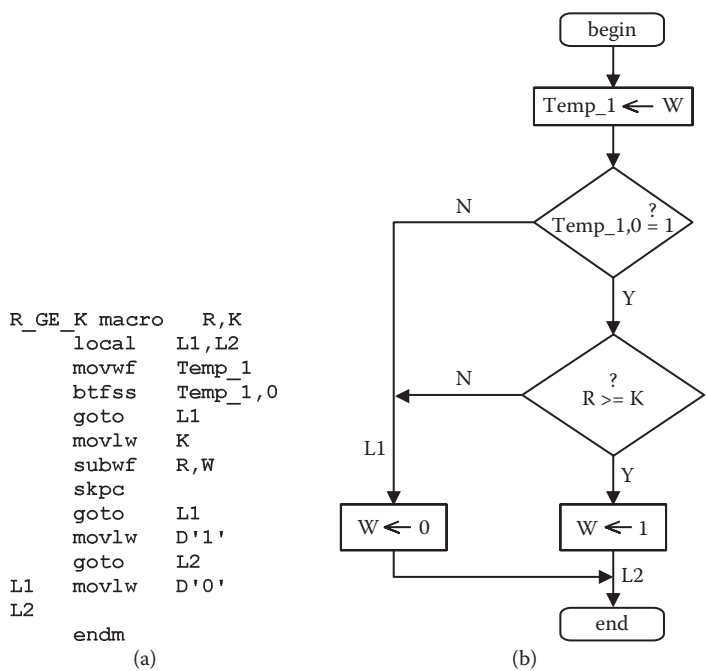 R_GE_K macro R,K
local L1,L2
movwf Temp_1
btfss Temp_1,0
goto L1
movlw K
subwf R,W
skpc
goto L1
movlw D'1'
goto L2
L1 movlw D'0'
L2
endm
(a)
begin
Temp_1 ← W
?
Temp_1,0 = 1
N
Y
?
R >= K
N
Y
L1
W ← 0
W ← 1
L2
end
(b)